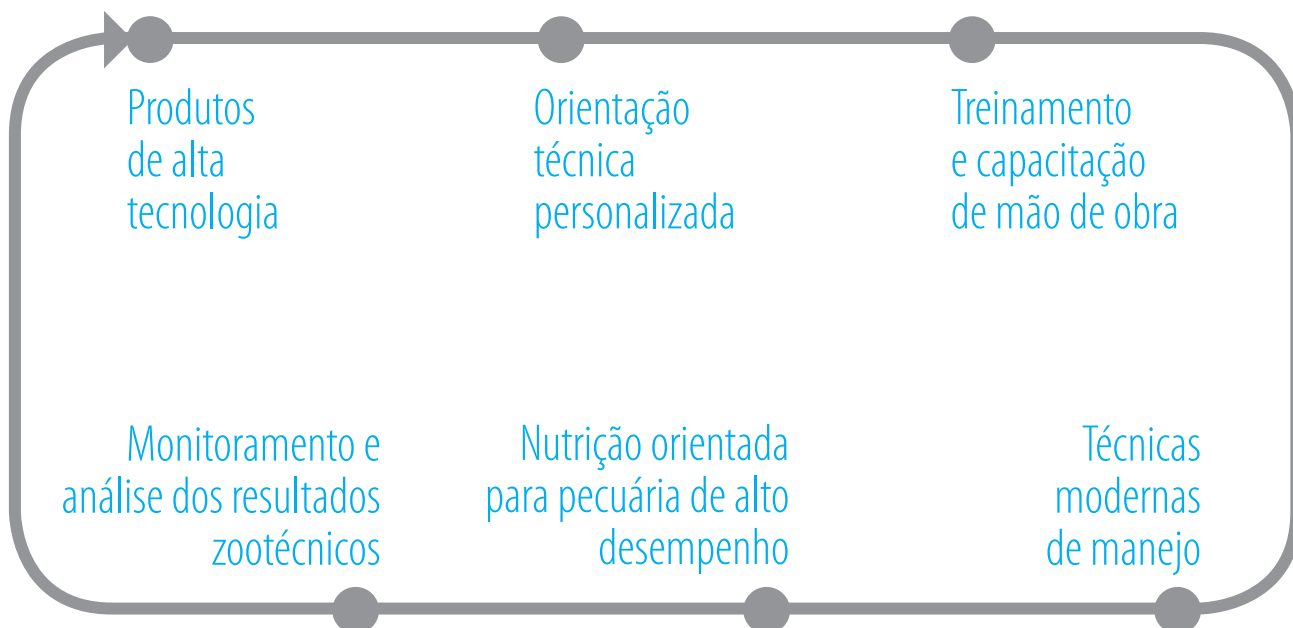 Produtos
de alta
tecnologia
Orientação
técnica
personalizada
Treinamento
e capacitação
de mão de obra
Monitoramento e
análise dos resultados
zootécnicos
Nutrição orientada
para pecuária de alto
desempenho
Técnicas
modernas
de manejo